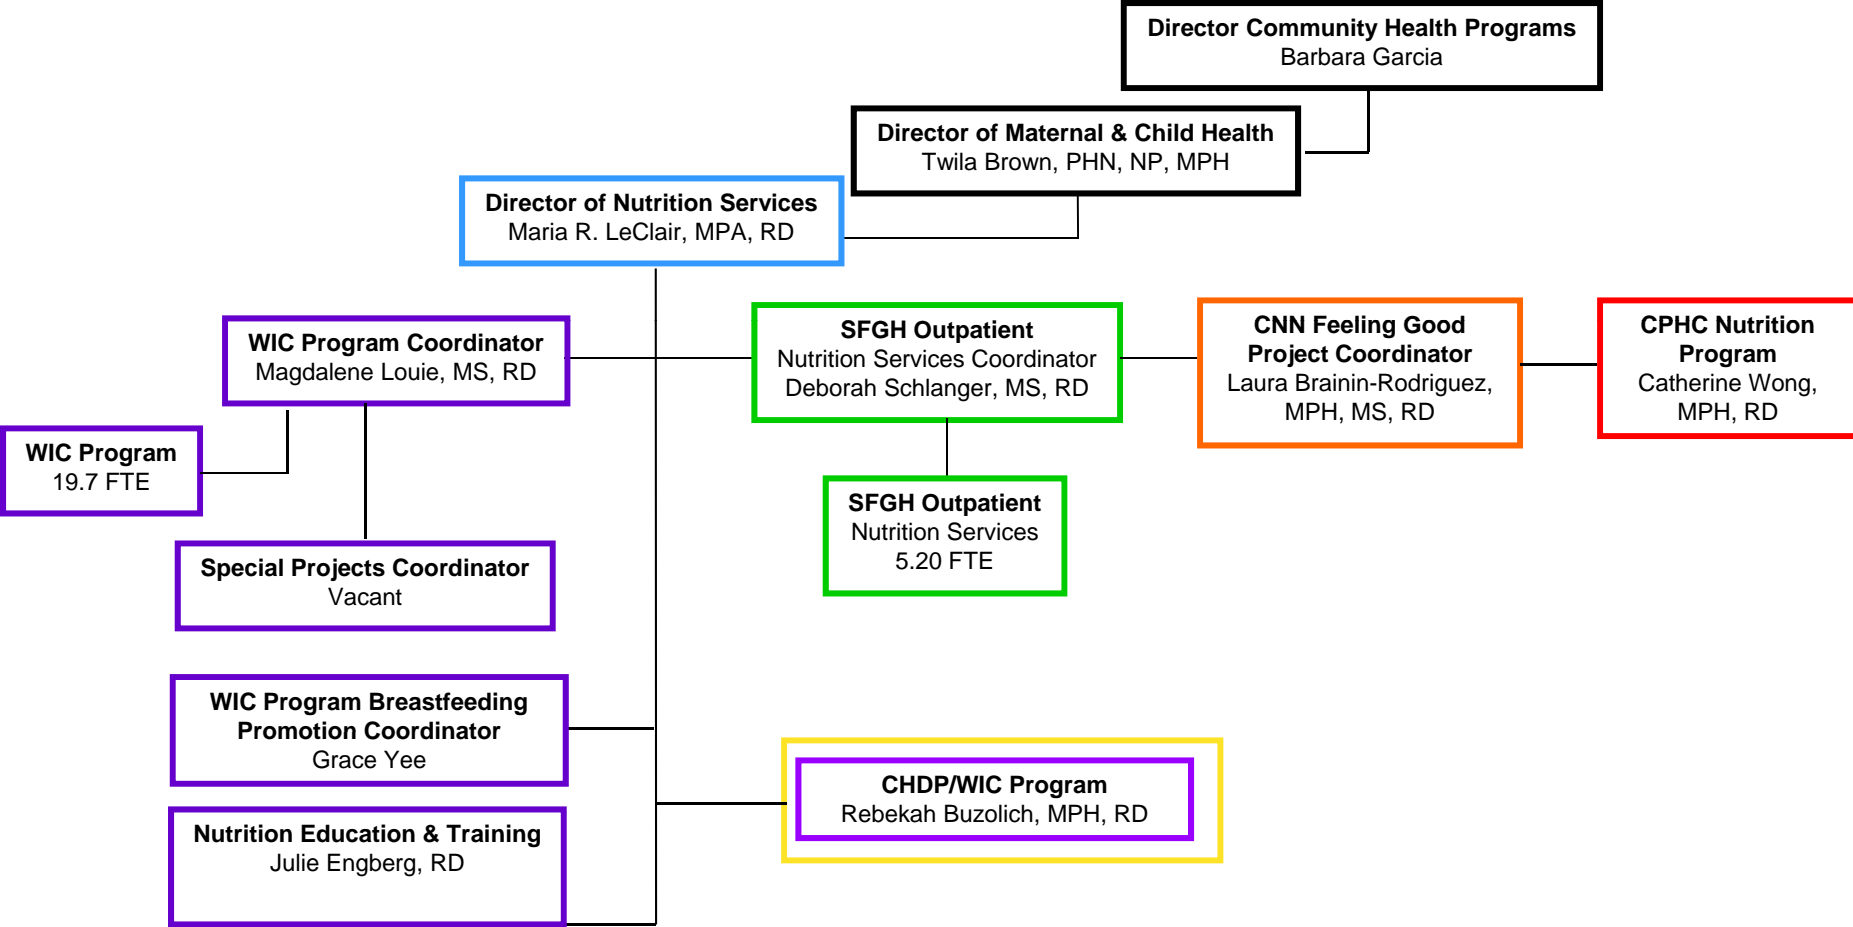 Director Community Health Programs
Barbara Garcia
Director of Maternal & Child Health
Twila Brown, PHN, NP, MPH
Director of Nutrition Services
Maria R. LeClair, MPA, RD
WIC Program Coordinator
Magdalene Louie, MS, RD
SFGH Outpatient
Nutrition Services Coordinator
Deborah Schlanger, MS, RD
CNN Feeling Good
Project Coordinator
Laura Brainin-Rodriguez,
MPH, MS, RD
CPHC Nutrition
Program
Catherine Wong,
MPH, RD
WIC Program
19.7 FTE
SFGH Outpatient
Nutrition Services
5.20 FTE
Special Projects Coordinator
Vacant
WIC Program Breastfeeding
Promotion Coordinator
Grace Yee
CHDP/WIC Program
Rebekah Buzolich, MPH, RD
Nutrition Education & Training
Julie Engberg, RD